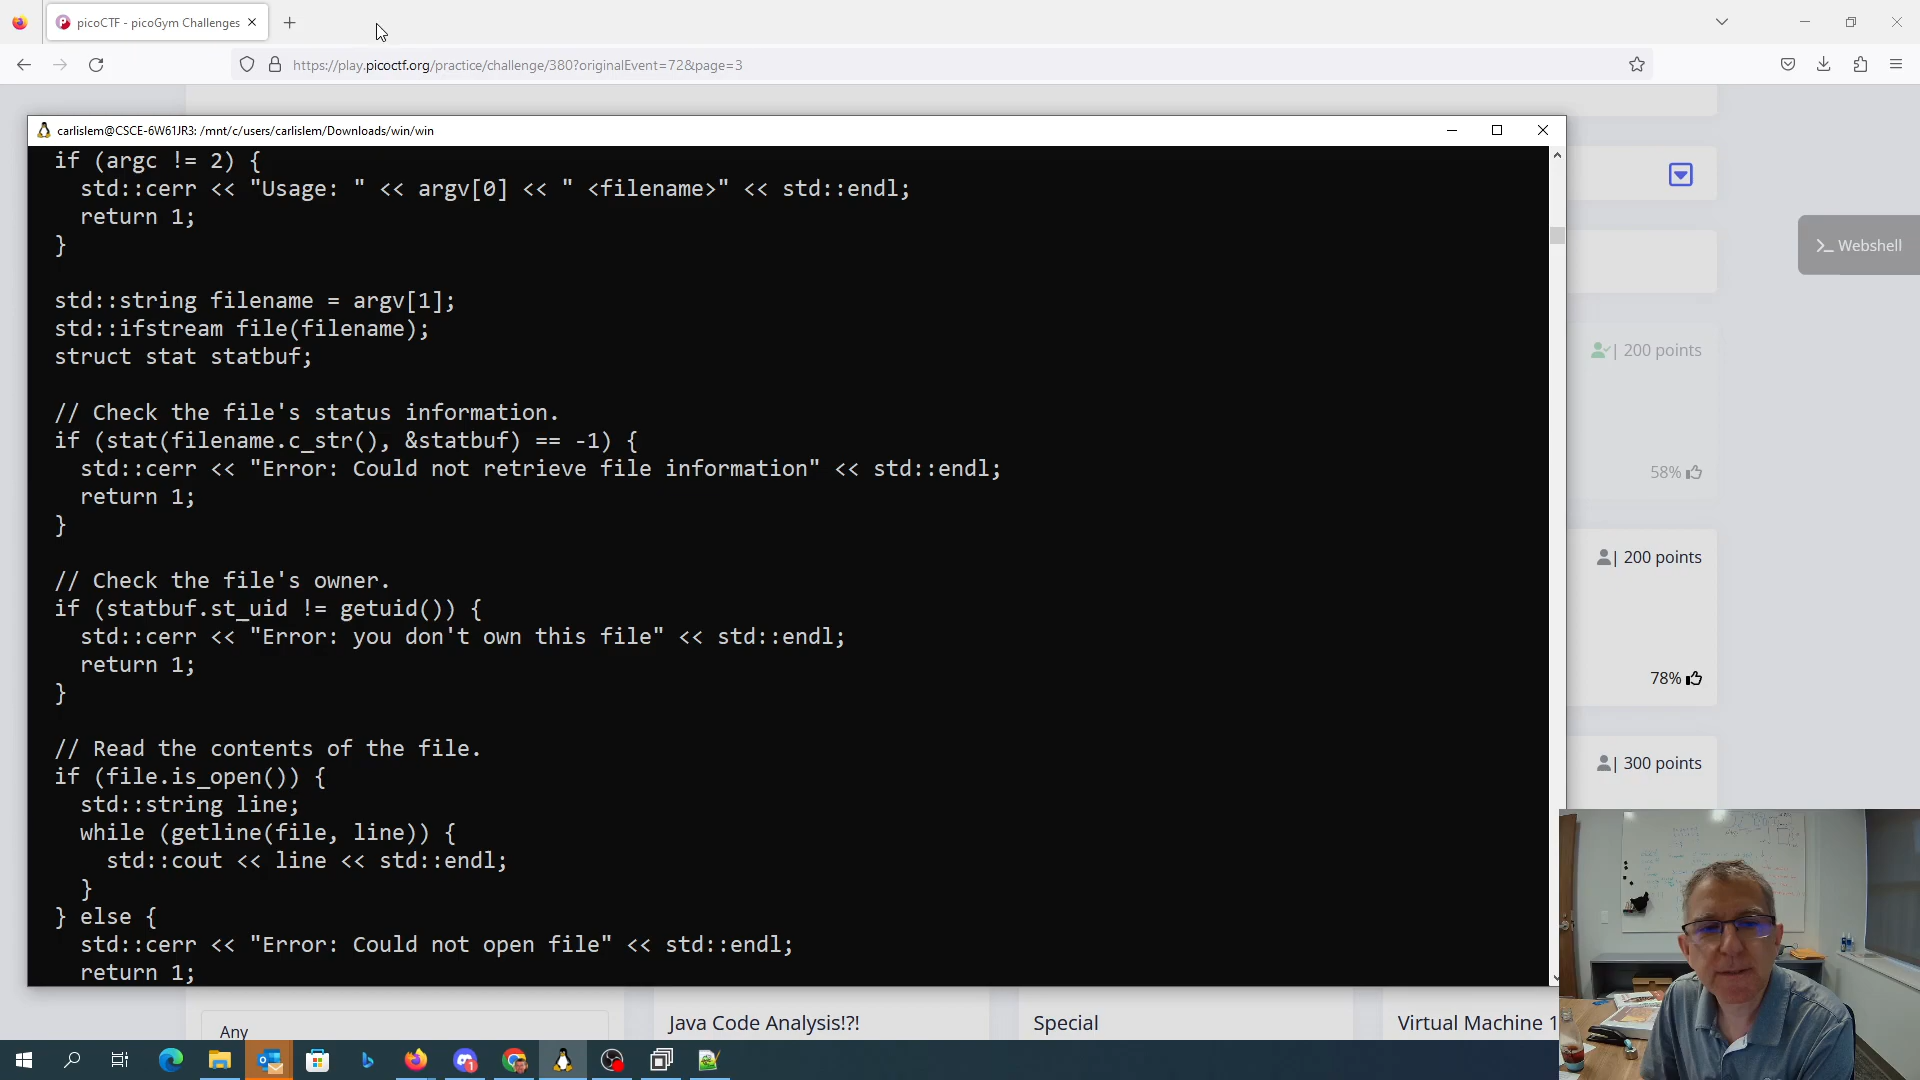 picoCTF - picoGym Challenges
https://play.picoctf.org/practice/challenge/380?originalEvent=72&page=3
carlislem@CSCE-6W61JR3: /mnt/c/users/carlislem/Downloads/win/win
if (argc != 2) {
std::cerr << "Usage: " << argv[0] << " <filename>" << std::endl;
return 1;
}
std::string filename = argv[1];
std::ifstream file(filename);
struct stat statbuf;
// Check the file's status information.
if (stat(filename.c_str(), &statbuf) == -1) {
std::cerr << "Error: Could not retrieve file information" << std::endl;
return 1;
}
// Check the file's owner.
if (statbuf.st_uid != getuid()) {
std::cerr << "Error: you don't own this file" << std::endl;
return 1;
}
// Read the contents of the file.
if (file.is_open()) {
std::string line;
while (getline(file, line)) {
std::cout << line << std::endl;
}
} else {
std::cerr << "Error: Could not open file" << std::endl;
return 1;
>_ Webshell
| 200 points
58%
| 200 points
78%
| 300 points
Any
Java Code Analysis!?!
Special
Virtual Machine 1